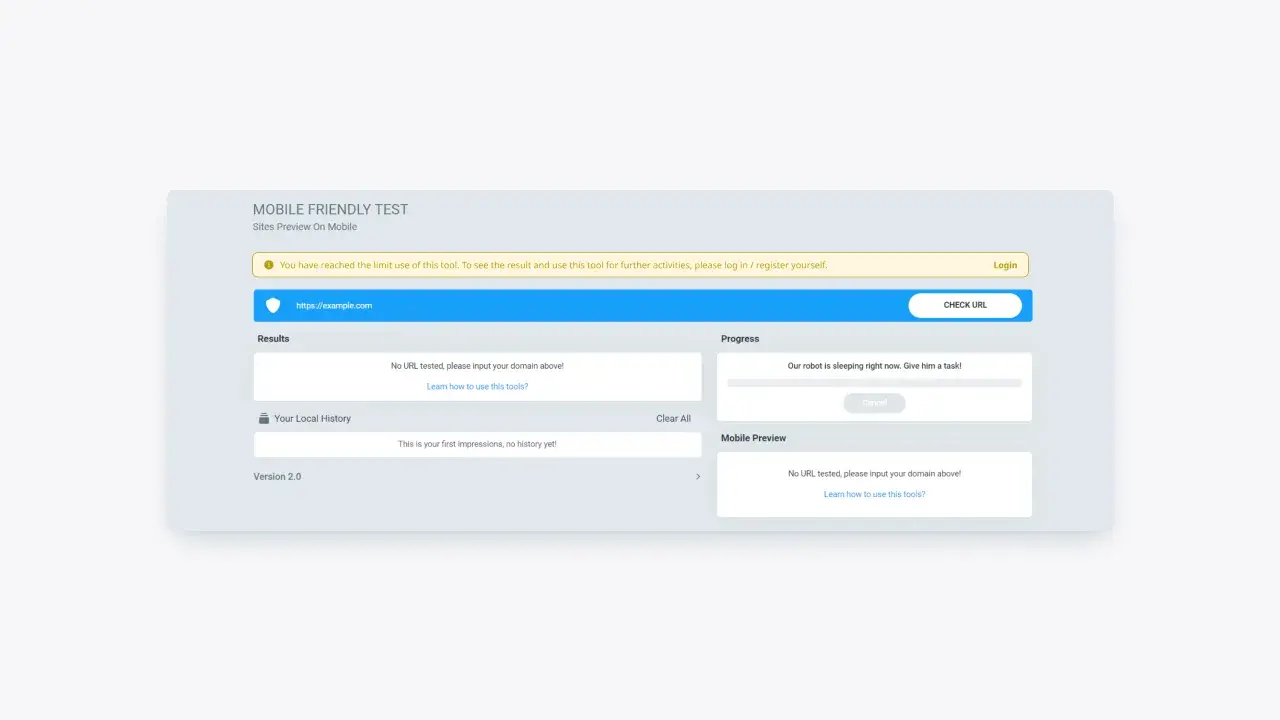 MOBILE FRIENDLY TEST
Sites Preview On Mobile
You have reached the limit use of this tool. To see the result and use this tool for further activities, please log in / register yourself.
Login
https://example.com
CHECK URL
Results
No URL tested, please input your domain above!
Learn how to use this tools?
Your Local History
Clear All
This is your first impressions, no history yet!
Version 2.0
Progress
Our robot is sleeping right now. Give him a task!
Cancel
Mobile Preview
No URL tested, please input your domain above!
Learn how to use this tools?